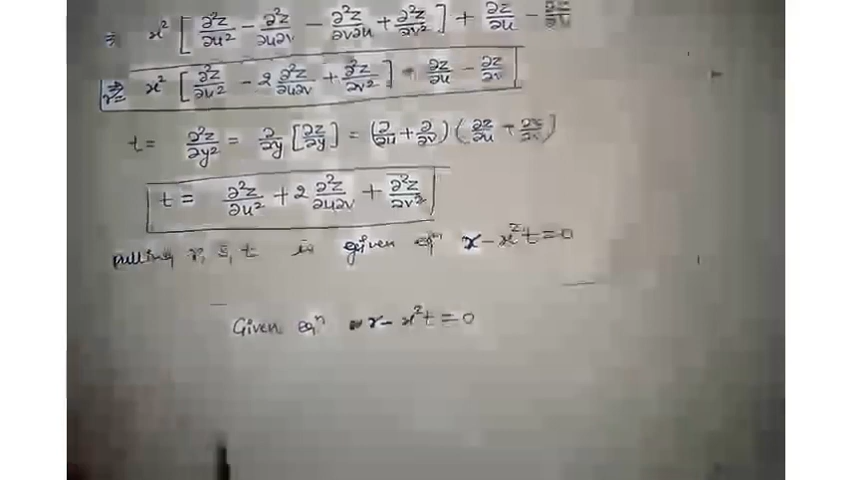 = x² [ ∂²z/∂u² - ∂²z/∂u∂v - ∂²z/∂v∂u + ∂²z/∂v² ] + ∂z/∂u - ∂z/∂v
⇒ r= x² [ ∂²z/∂u² - 2 ∂²z/∂u∂v + ∂²z/∂v² ] + ∂z/∂u - ∂z/∂v
t = ∂²z/∂y² = ∂/∂y [ ∂z/∂y ] = ( ∂/∂u + ∂/∂v ) ( ∂z/∂u + ∂z/∂v )
t = ∂²z/∂u² + 2 ∂²z/∂u∂v + ∂²z/∂v²
putting r, s, t in given eqⁿ r - x²t = 0
Given eqⁿ r - x²t = 0